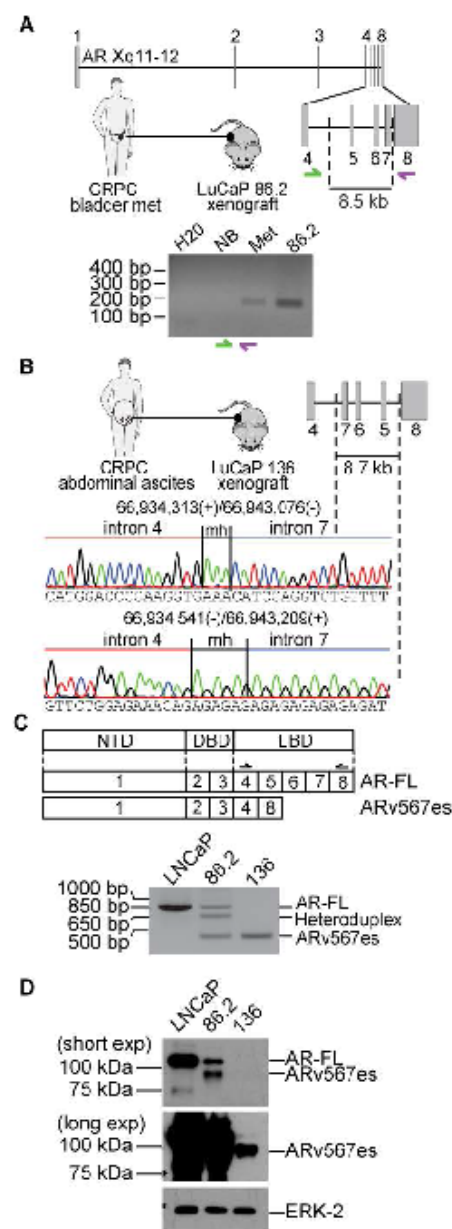 A
1 2 3 4 8
AR Xq11-12
4 5 6 7 8
8.5 kb
CRPC
bladder met
LuCaP 86.2
xenograft
H20 NB Met 86.2
400 bp
300 bp
200 bp
100 bp
B
4 7 6 5 8
8.7 kb
CRPC
abdominal ascites
LuCaP 136
xenograft
66,934,313(+)/66,943,076(-)
intron 4 mh intron 7
CATGGACCCCAAGGTGAAACATCCAGGTCTGTTTT
66,934 541(-)/66,943,209(+)
intron 4 mh intron 7
GTTCTGGAGAAACAGAGAGAGAGAGAGAGAGAGAT
C
NTD DBD LBD
1 2 3 4 5 6 7 8 AR-FL
1 2 3 4 8 ARv567es
LNCaP 86.2 136
1000 bp
850 bp
650 bp
500 bp
AR-FL
Heteroduplex
ARv567es
D
LNCaP 86.2 136
(short exp)
100 kDa
75 kDa
AR-FL
ARv567es
(long exp)
100 kDa
75 kDa
ARv567es
ERK-2